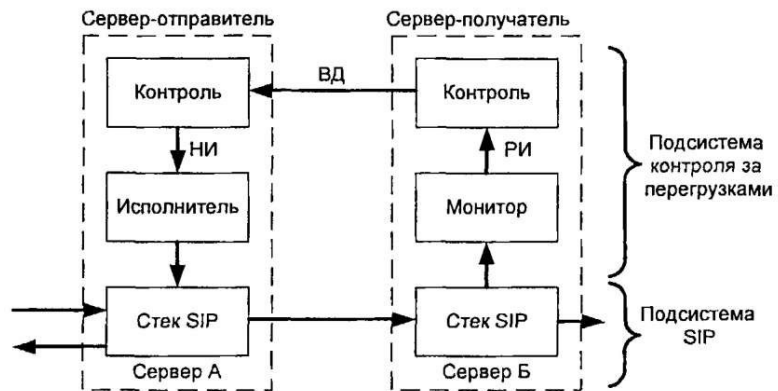 Сервер-отправитель
Сервер-получатель
Контроль
ВД
Контроль
НИ
РИ
Исполнитель
Монитор
Подсистема
контроля за
перегрузками
Стек SIP
Стек SIP
Подсистема
SIP
Сервер А
Сервер Б